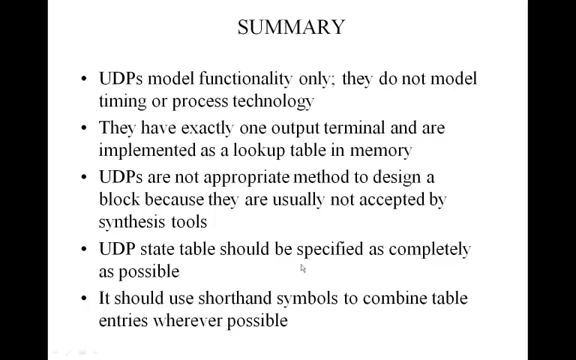 SUMMARY
• UDPs model functionality only; they do not model
timing or process technology
• They have exactly one output terminal and are
implemented as a lookup table in memory
• UDPs are not appropriate method to design a
block because they are usually not accepted by
synthesis tools
• UDP state table should be specified as completely
as possible
• It should use shorthand symbols to combine table
entries wherever possible